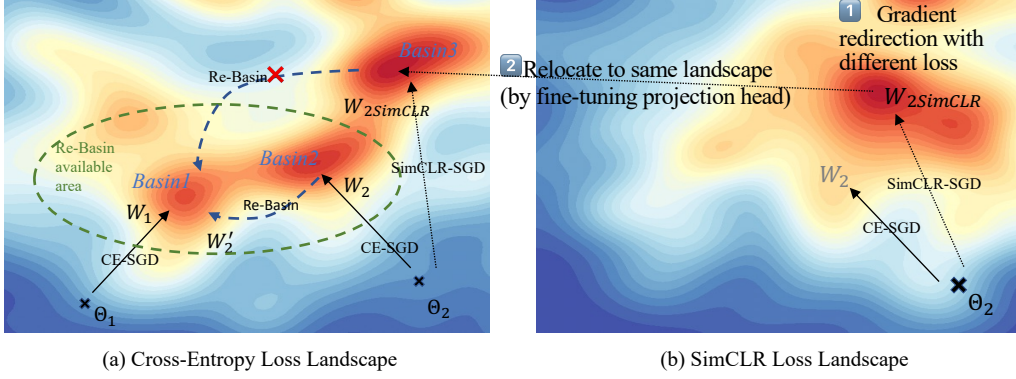 Basin3
Re-Basin
W2SimCLR
Re-Basin
available
area
Basin1
Basin2
SimCLR-SGD
W1
W2
Re-Basin
W2′
CE-SGD
CE-SGD
Θ1
Θ2
(a) Cross-Entropy Loss Landscape
2 Relocate to same landscape
(by fine-tuning projection head)
1 Gradient
redirection with
different loss
W2SimCLR
W2
SimCLR-SGD
CE-SGD
Θ2
(b) SimCLR Loss Landscape